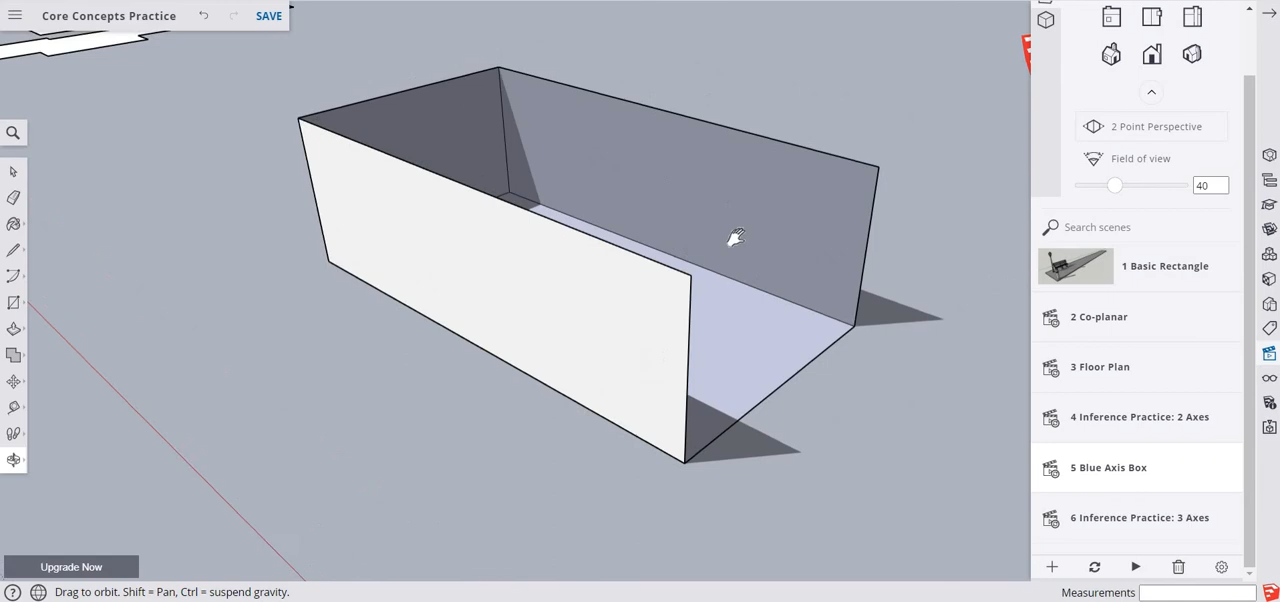 Core Concepts Practice
SAVE
2 Point Perspective
Field of view
40
Search scenes
1 Basic Rectangle
2 Co-planar
3 Floor Plan
4 Inference Practice: 2 Axes
5 Blue Axis Box
6 Inference Practice: 3 Axes
Upgrade Now
Drag to orbit. Shift = Pan, Ctrl = suspend gravity.
Measurements